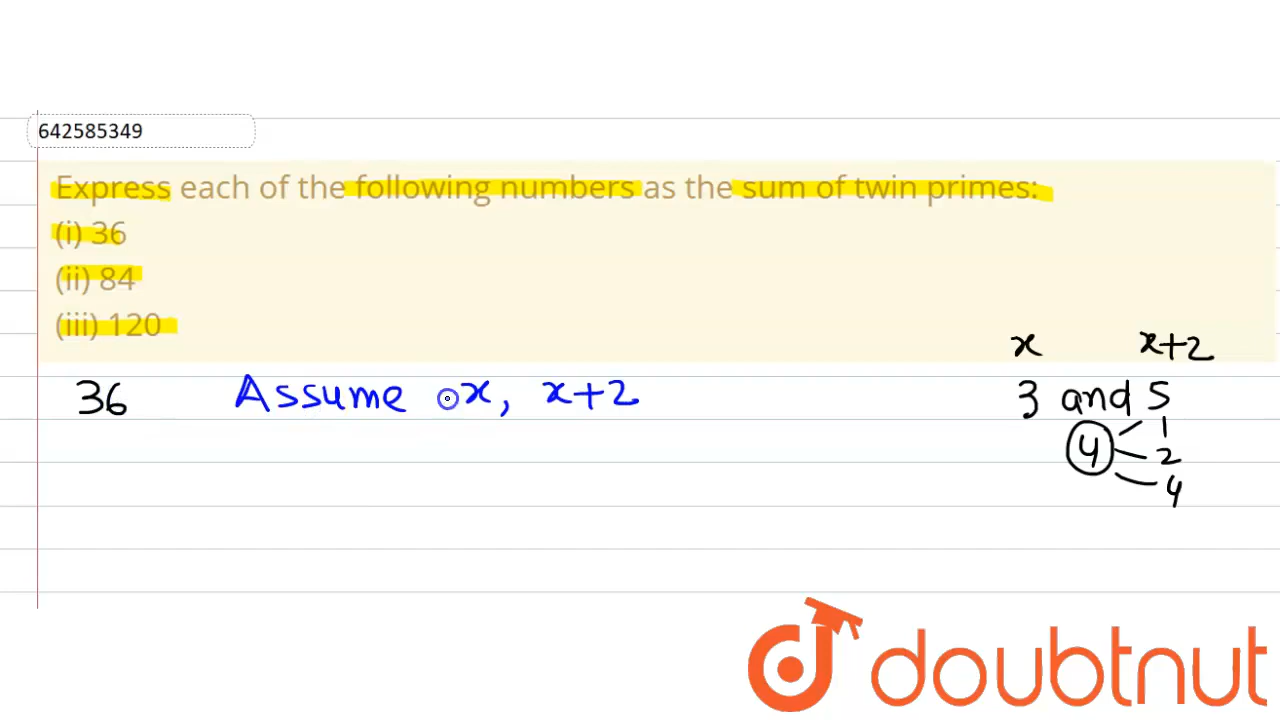 642585349
Express each of the following numbers as the sum of twin primes:
(i) 36
(ii) 84
(iii) 120
x x+2
36 Assume x, x+2 3 and 5
4 1
2
4
doubtnut